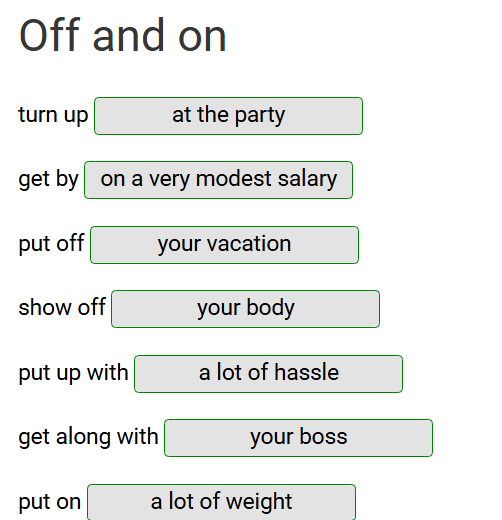 Off and on
turn up at the party
get by on a very modest salary
put off your vacation
show off your body
put up with a lot of hassle
get along with your boss
put on a lot of weight